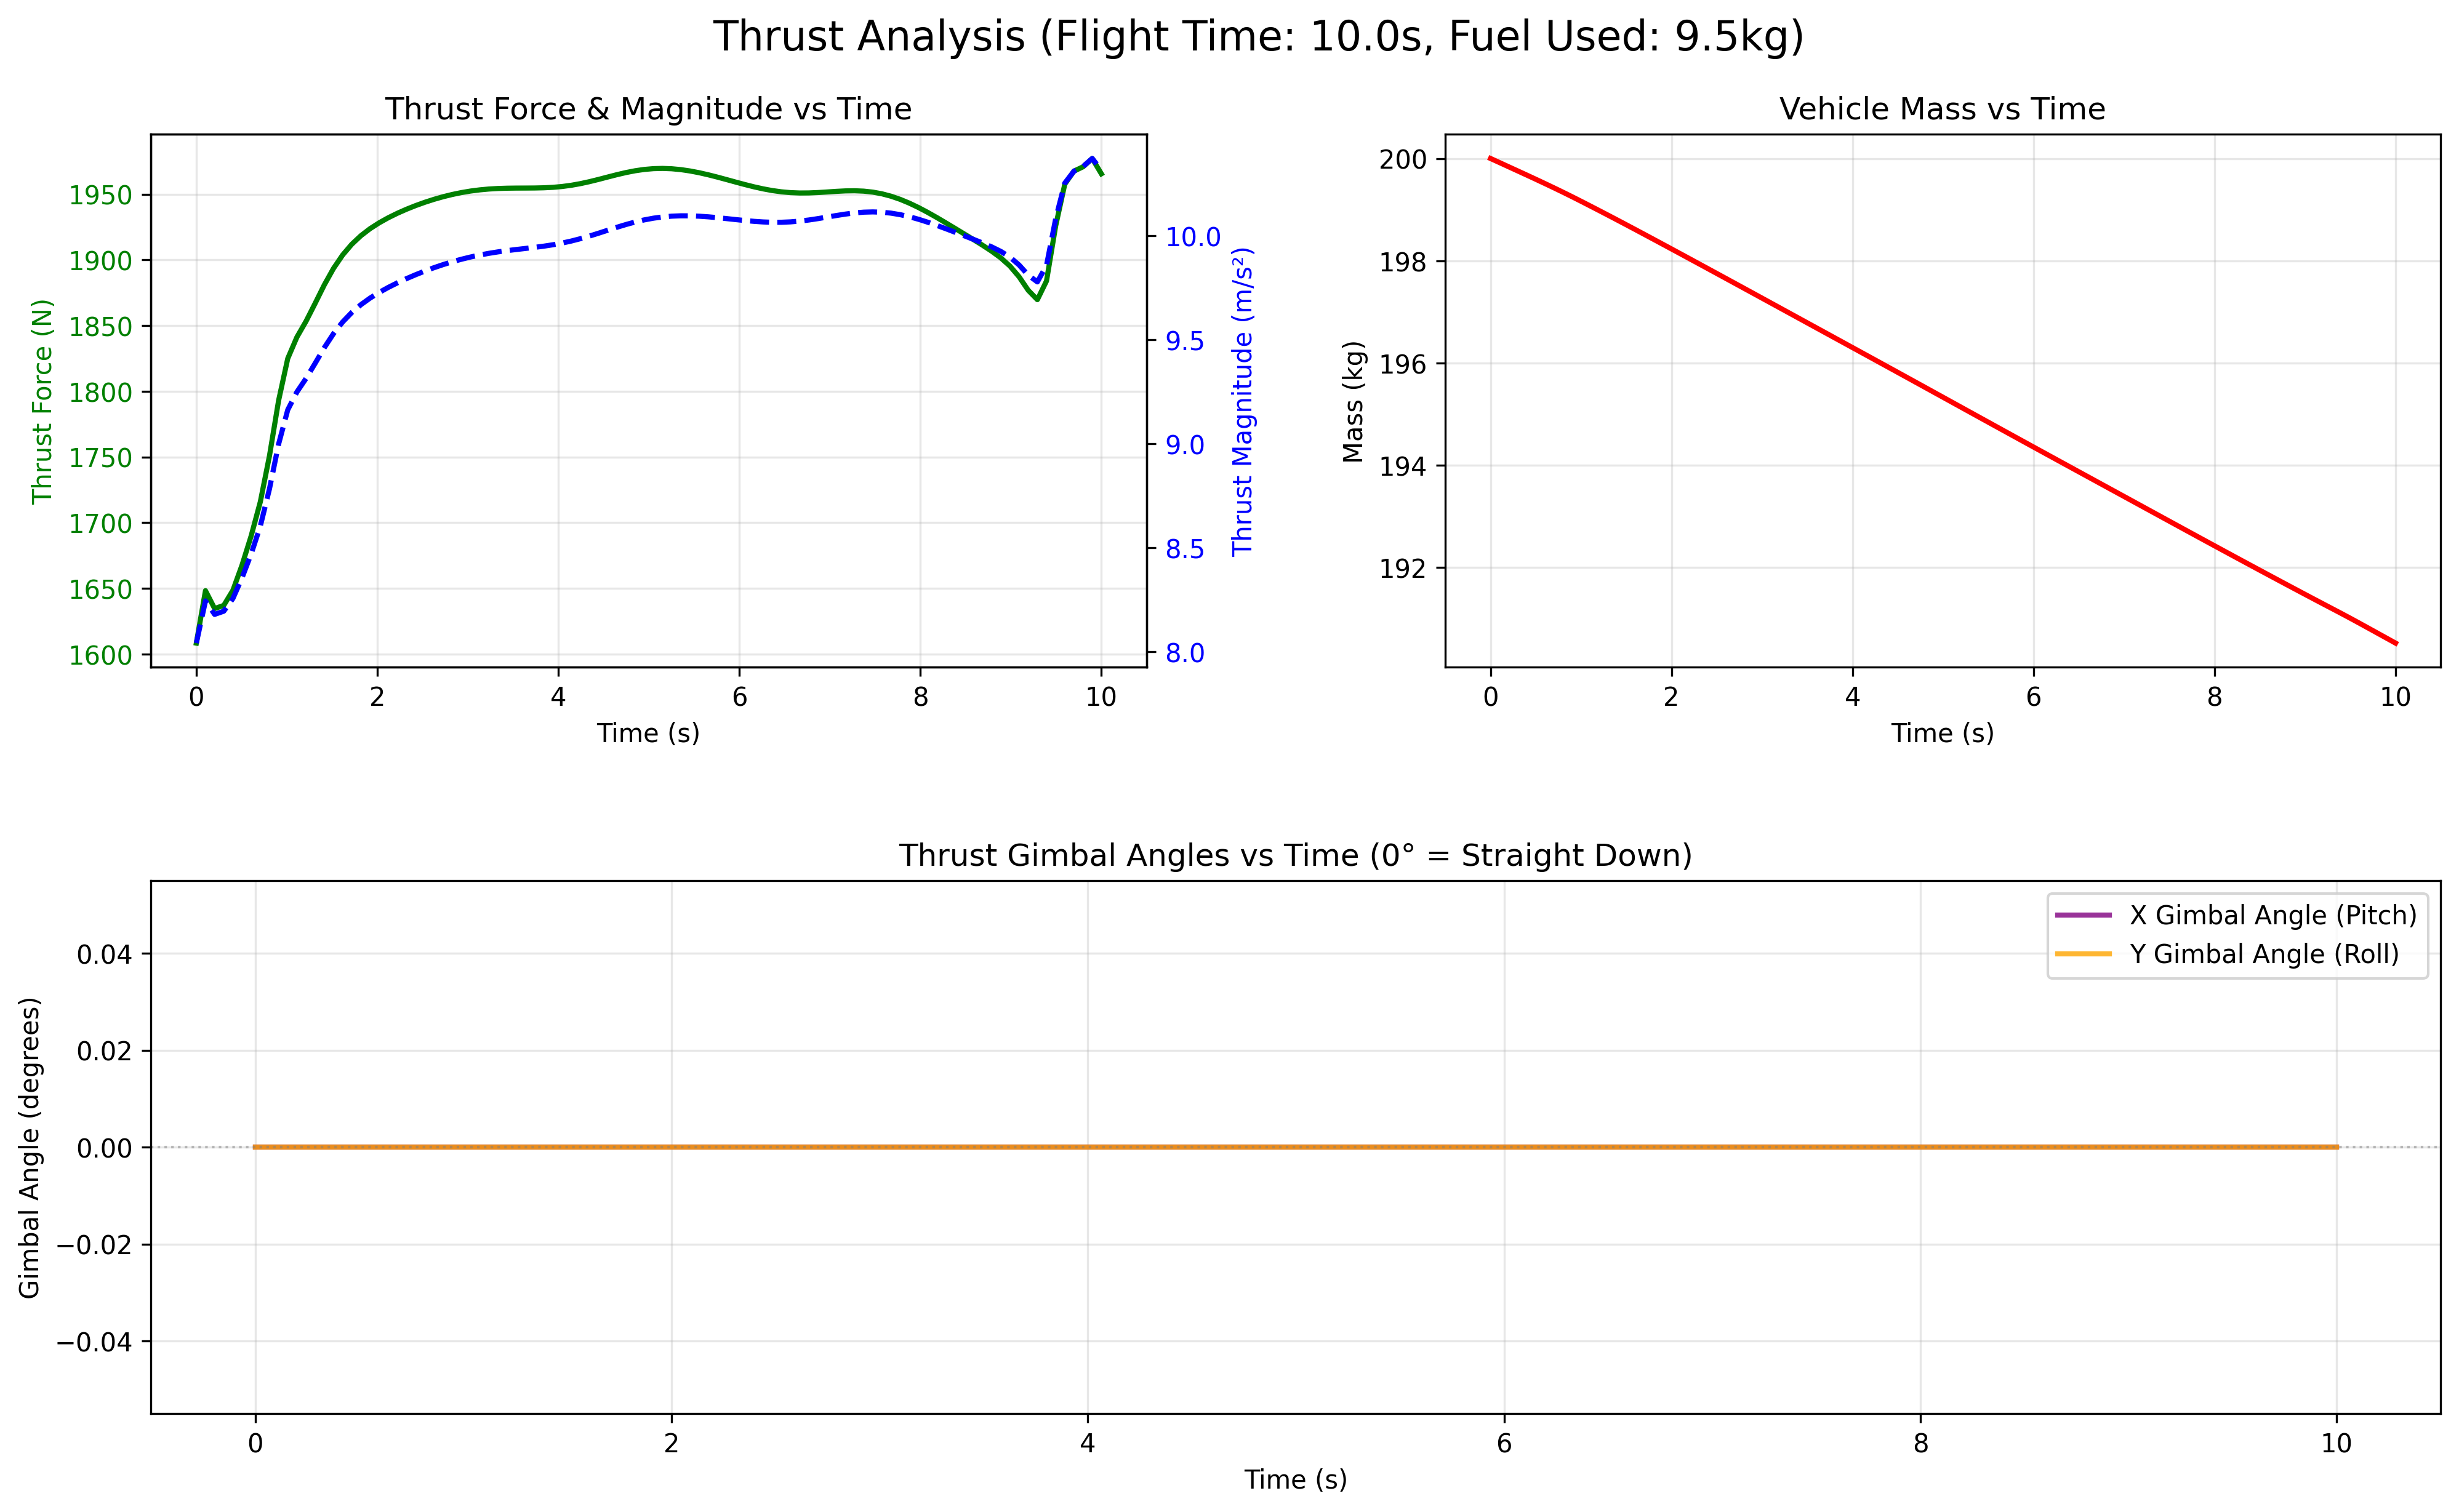 Thrust Analysis (Flight Time: 10.0s, Fuel Used: 9.5kg)
Thrust Force & Magnitude vs Time
Thrust Force (N)
1950
1900
1850
1800
1750
1700
1650
1600
10.0
9.5
9.0
8.5
8.0
Thrust Magnitude (m/s²)
0 2 4 6 8 10
Time (s)
Vehicle Mass vs Time
Mass (kg)
200
198
196
194
192
0 2 4 6 8 10
Time (s)
Thrust Gimbal Angles vs Time (0° = Straight Down)
X Gimbal Angle (Pitch)
Y Gimbal Angle (Roll)
Gimbal Angle (degrees)
0.04
0.02
0.00
−0.02
−0.04
0 2 4 6 8 10
Time (s)